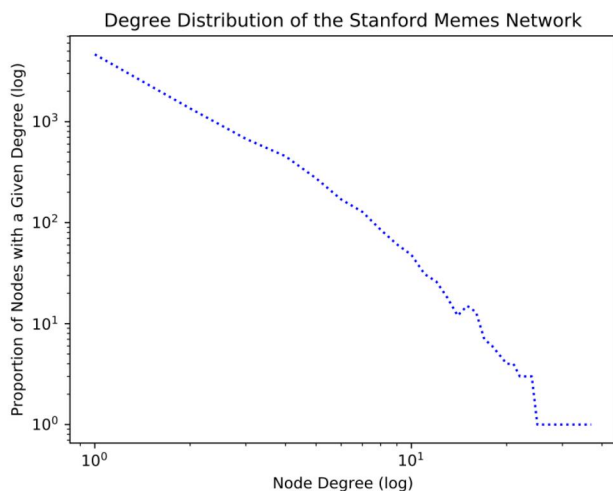 Degree Distribution of the Stanford Memes Network
Proportion of Nodes with a Given Degree (log)
10³
10²
10¹
10⁰
10⁰ 10¹
Node Degree (log)